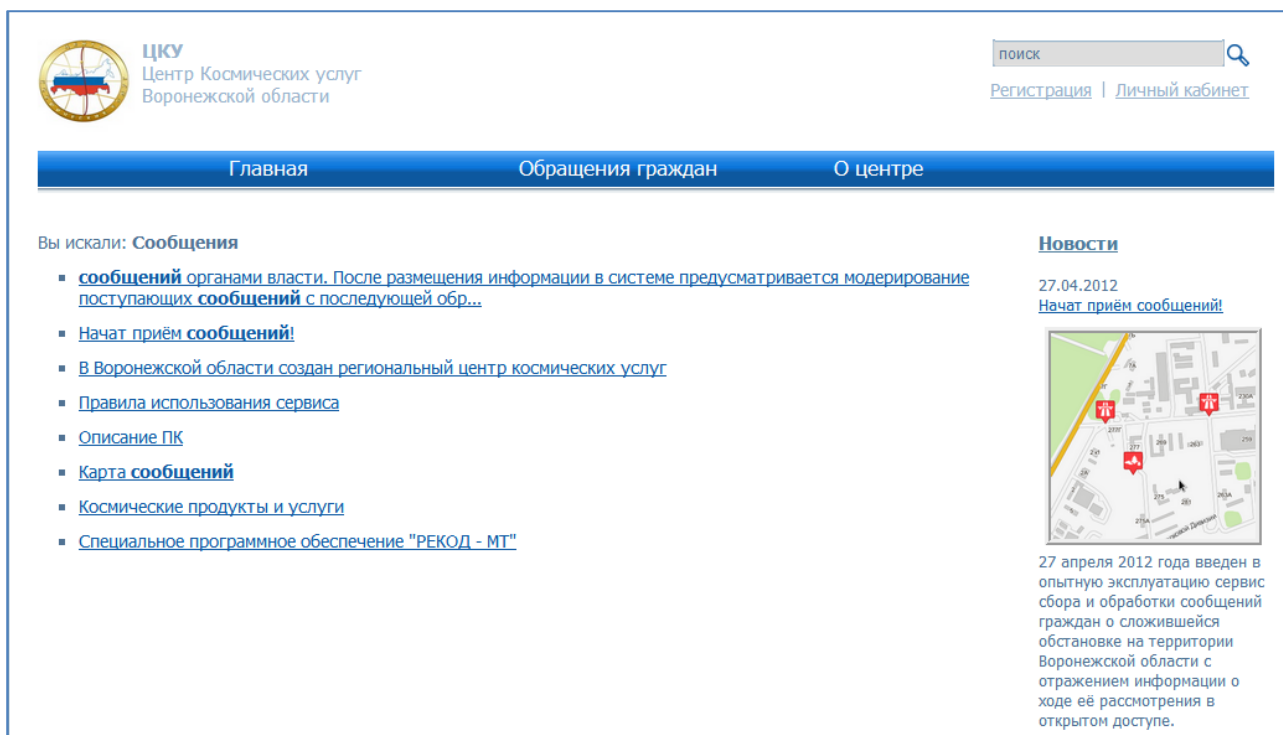 ЦКУ
Центр Космических услуг
Воронежской области
поиск
Регистрация | Личный кабинет
Главная Обращения граждан О центре
Вы искали: Сообщения
сообщений органами власти. После размещения информации в системе предусматривается модерирование
поступающих сообщений с последующей обр...
Начат приём сообщений!
В Воронежской области создан региональный центр космических услуг
Правила использования сервиса
Описание ПК
Карта сообщений
Космические продукты и услуги
Специальное программное обеспечение "РЕКОД - МТ"
Новости
27.04.2012
Начат приём сообщений!
27 апреля 2012 года введен в
опытную эксплуатацию сервис
сбора и обработки сообщений
граждан о сложившейся
обстановке на территории
Воронежской области с
отражением информации о
ходе её рассмотрения в
открытом доступе.